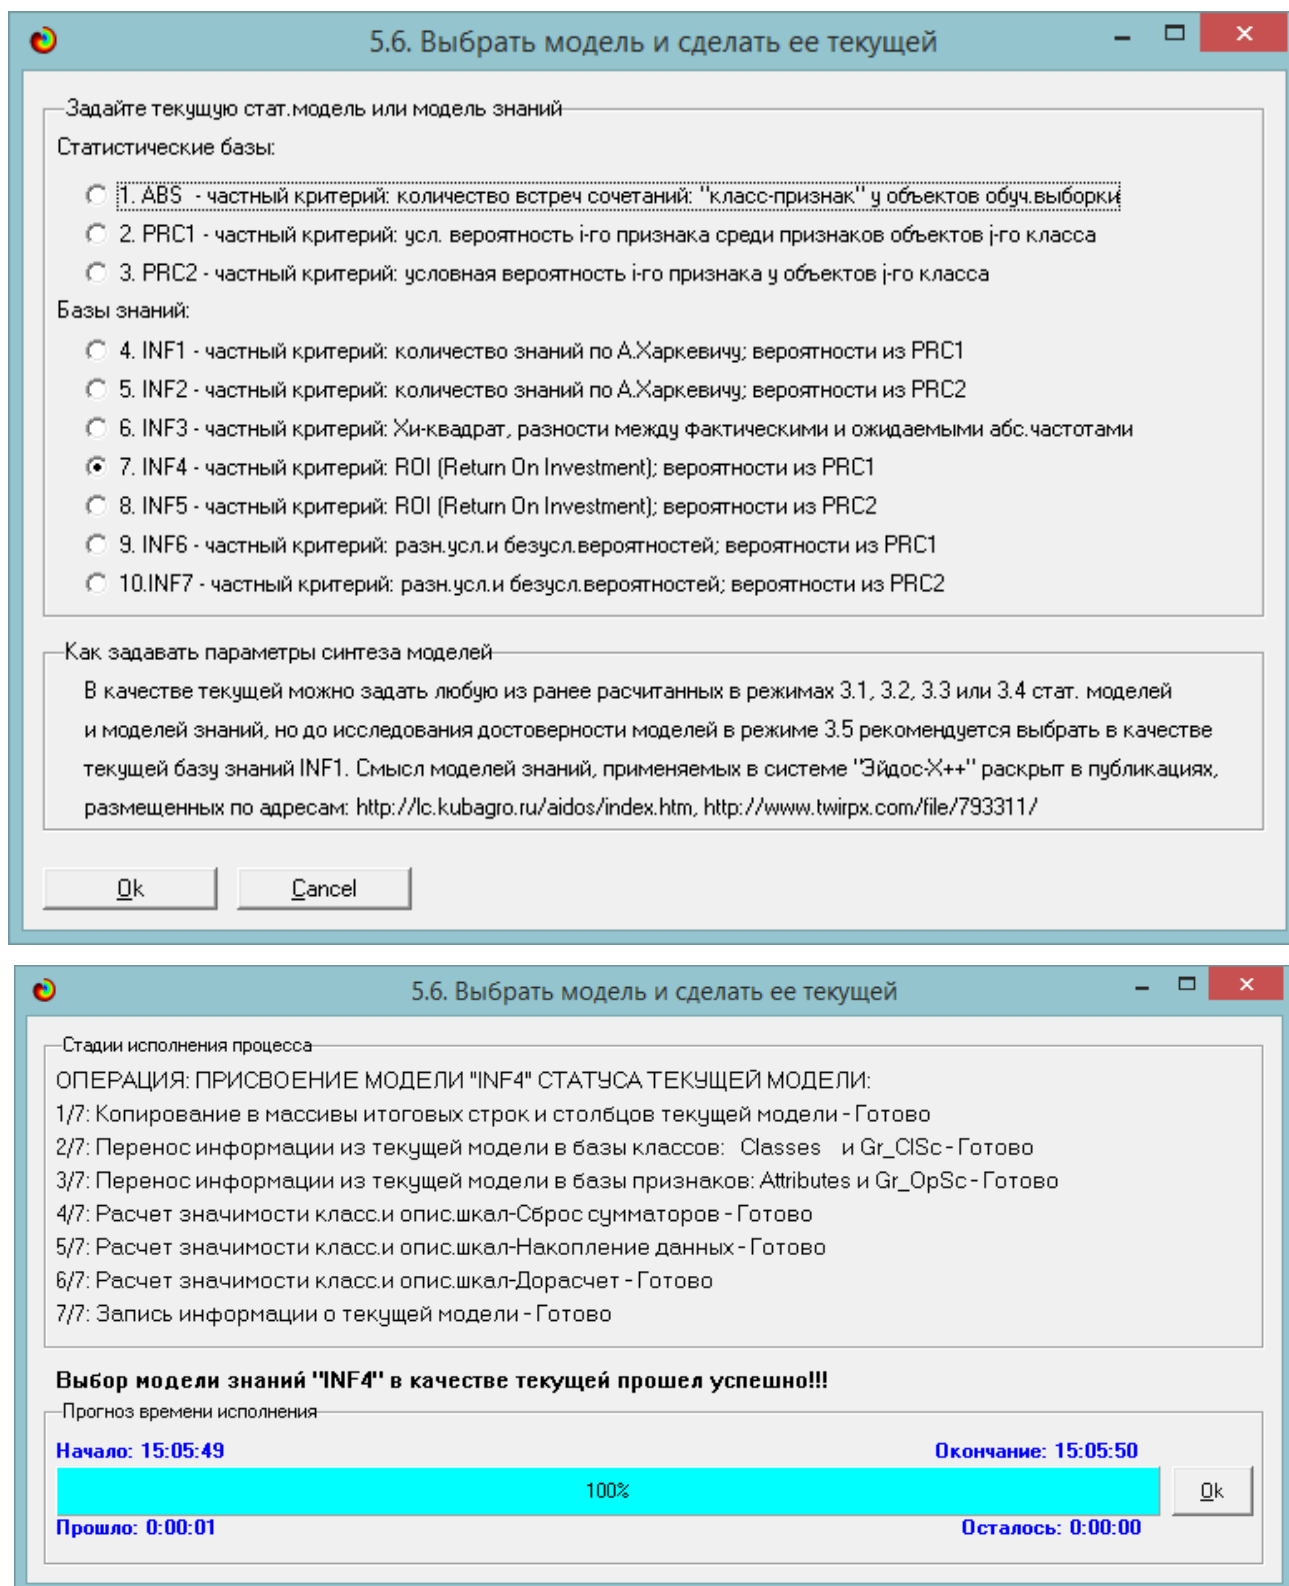 5.6. Выбрать модель и сделать ее текущей
Задайте текущую стат.модель или модель знаний
Статистические базы:
1. ABS - частный критерий: количество встреч сочетаний: "класс-признак" у объектов обуч.выборки
2. PRC1 - частный критерий: усл. вероятность i-го признака среди признаков объектов j-го класса
3. PRC2 - частный критерий: условная вероятность i-го признака у объектов j-го класса
Базы знаний:
4. INF1 - частный критерий: количество знаний по А.Харкевичу; вероятности из PRC1
5. INF2 - частный критерий: количество знаний по А.Харкевичу; вероятности из PRC2
6. INF3 - частный критерий: Хи-квадрат, разности между фактическими и ожидаемыми абс.частотами
7. INF4 - частный критерий: ROI (Return On Investment); вероятности из PRC1
8. INF5 - частный критерий: ROI (Return On Investment); вероятности из PRC2
9. INF6 - частный критерий: разн.усл.и безусл.вероятностей; вероятности из PRC1
10.INF7 - частный критерий: разн.усл.и безусл.вероятностей; вероятности из PRC2
Как задавать параметры синтеза моделей
В качестве текущей можно задать любую из ранее расчитанных в режимах 3.1, 3.2, 3.3 или 3.4 стат. моделей
и моделей знаний, но до исследования достоверности моделей в режиме 3.5 рекомендуется выбрать в качестве
текущей базу знаний INF1. Смысл моделей знаний, применяемых в системе "Эйдос-X++" раскрыт в публикациях,
размещенных по адресам: http://lc.kubagro.ru/aidos/index.htm, http://www.twirpx.com/file/793311/
Ok Cancel
5.6. Выбрать модель и сделать ее текущей
Стадии исполнения процесса
ОПЕРАЦИЯ: ПРИСВОЕНИЕ МОДЕЛИ "INF4" СТАТУСА ТЕКУЩЕЙ МОДЕЛИ:
1/7: Копирование в массивы итоговых строк и столбцов текущей модели - Готово
2/7: Перенос информации из текущей модели в базы классов: Classes и Gr_ClSc - Готово
3/7: Перенос информации из текущей модели в базы признаков: Attributes и Gr_OpSc - Готово
4/7: Расчет значимости класс.и опис.шкал-Сброс сумматоров - Готово
5/7: Расчет значимости класс.и опис.шкал-Накопление данных - Готово
6/7: Расчет значимости класс.и опис.шкал-Дорасчет - Готово
7/7: Запись информации о текущей модели - Готово
Выбор модели знаний "INF4" в качестве текущей прошел успешно!!!
Прогноз времени исполнения
Начало: 15:05:49 Окончание: 15:05:50
100% Ok
Прошло: 0:00:01 Осталось: 0:00:00